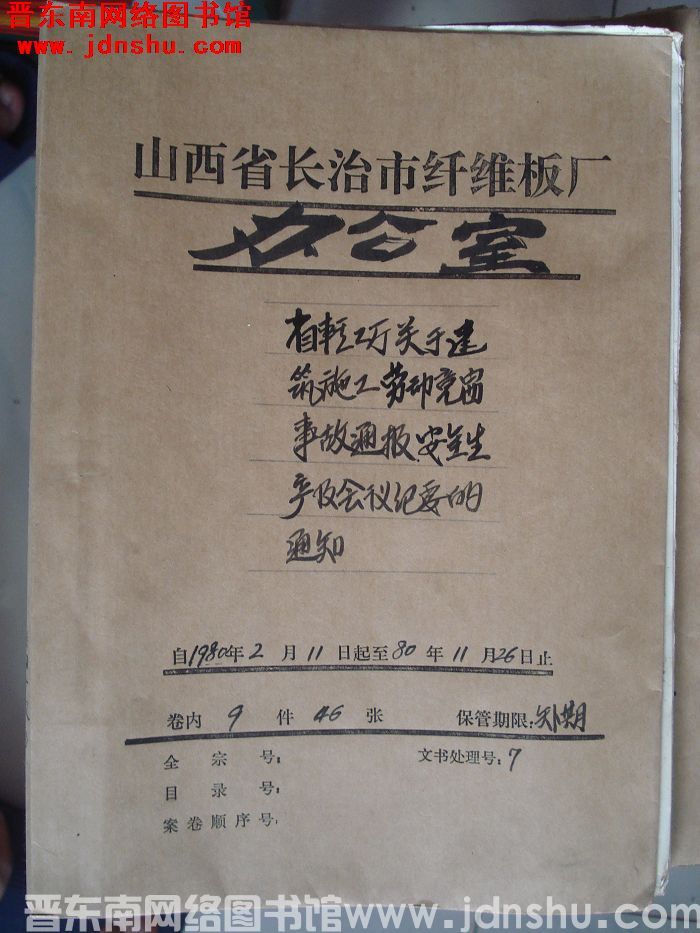 晋东南网络图书馆
www.jdnshu.com
山西省长治市纤维板厂
办公室
省轻工厅关于建
筑施工劳动竞赛
事故通报、安全生
产及会议纪要的
通知
自1980年2月11日起至80年11月26日止
卷内 9 件 46 张 保管期限:短期
全宗号: 文书处理号:7
目录号:
案卷顺序号:
晋东南网络图书馆www.jdnshu.com